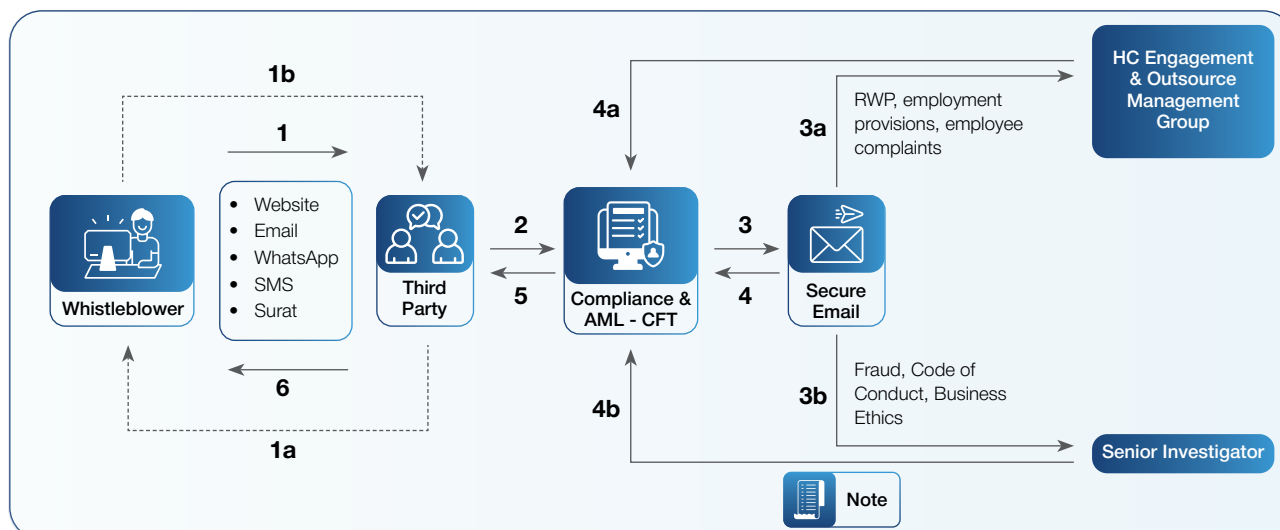 1b
1
Whistleblower
• Website
• Email
• WhatsApp
• SMS
• Surat
6
1a
Third
Party
2
5
4a
Compliance &
AML - CFT
4b
3
4
Secure
Email
3a
RWP, employment
provisions, employee
complaints
3b
Fraud, Code of
Conduct, Business
Ethics
HC Engagement
& Outsource
Management
Group
Senior Investigator
Note